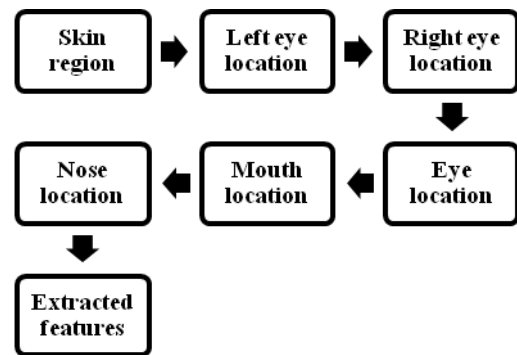 Skin
region
Left eye
location
Right eye
location
Eye
location
Mouth
location
Nose
location
Extracted
features